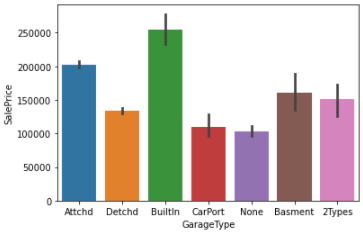 SalePrice
250000
200000
150000
100000
50000
0
Attchd Detchd BuiltIn CarPort None Basment 2Types
GarageType